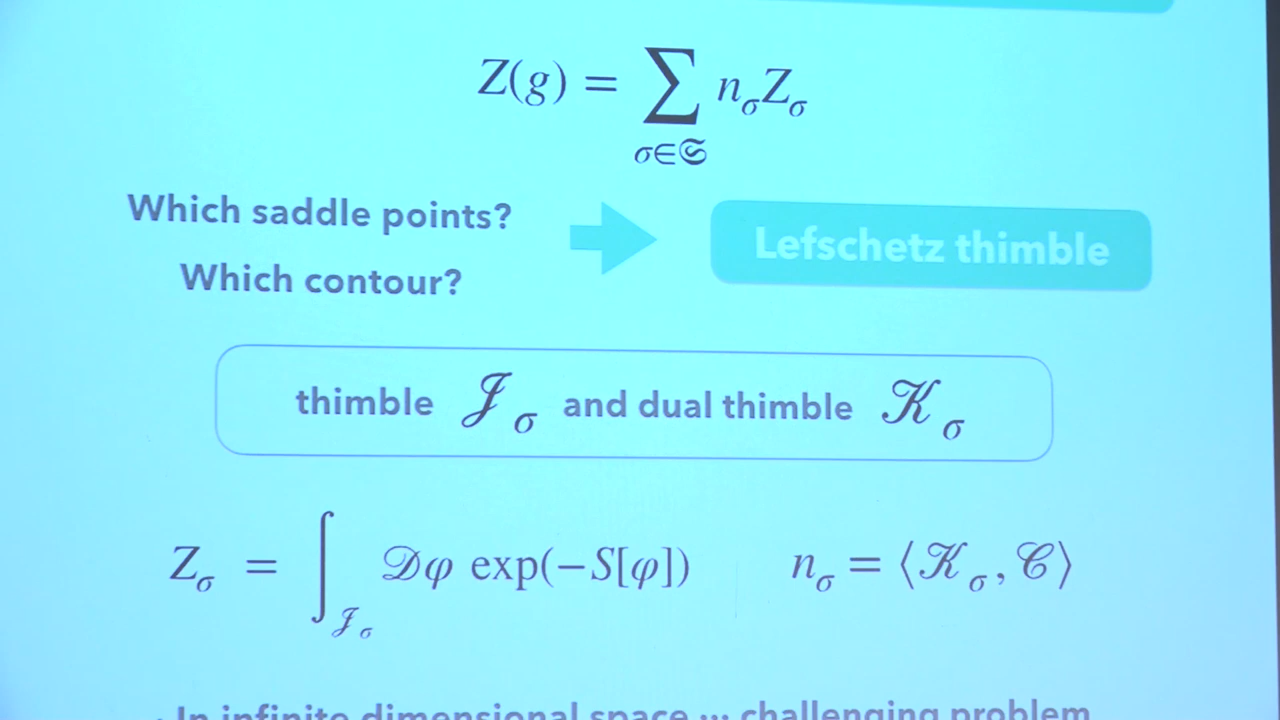 Z(g) = ∑ n_σ Z_σ
σ∈𝔖
Which saddle points?
Lefschetz thimble
Which contour?
thimble 𝒥_σ and dual thimble 𝒦_σ
Z_σ = ∫_{𝒥_σ} 𝒟φ exp(−S[φ]) n_σ = ⟨𝒦_σ, 𝒞⟩
· In infinite dimensional space ... challenging problem